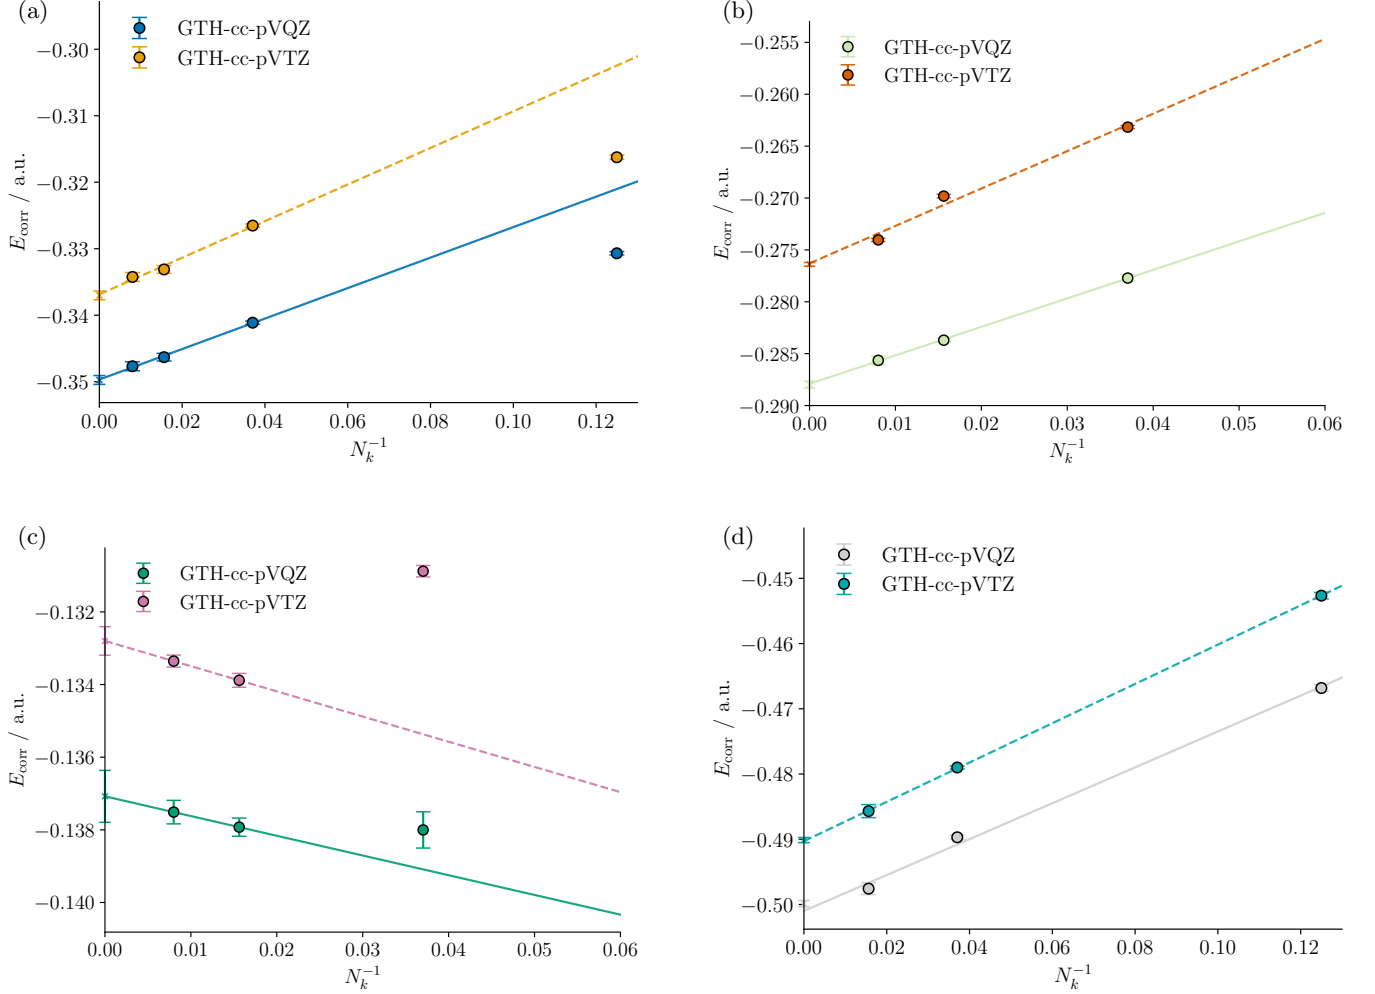 (a)
GTH-cc-pVQZ
GTH-cc-pVTZ
−0.30
−0.31
−0.32
−0.33
−0.34
−0.35
E_corr / a.u.
0.00 0.02 0.04 0.06 0.08 0.10 0.12
N_k^−1
(b)
GTH-cc-pVQZ
GTH-cc-pVTZ
−0.255
−0.260
−0.265
−0.270
−0.275
−0.280
−0.285
−0.290
E_corr / a.u.
0.00 0.01 0.02 0.03 0.04 0.05 0.06
N_k^−1
(c)
GTH-cc-pVQZ
GTH-cc-pVTZ
−0.132
−0.134
−0.136
−0.138
−0.140
E_corr / a.u.
0.00 0.01 0.02 0.03 0.04 0.05 0.06
N_k^−1
(d)
GTH-cc-pVQZ
GTH-cc-pVTZ
−0.45
−0.46
−0.47
−0.48
−0.49
−0.50
E_corr / a.u.
0.00 0.02 0.04 0.06 0.08 0.10 0.12
N_k^−1